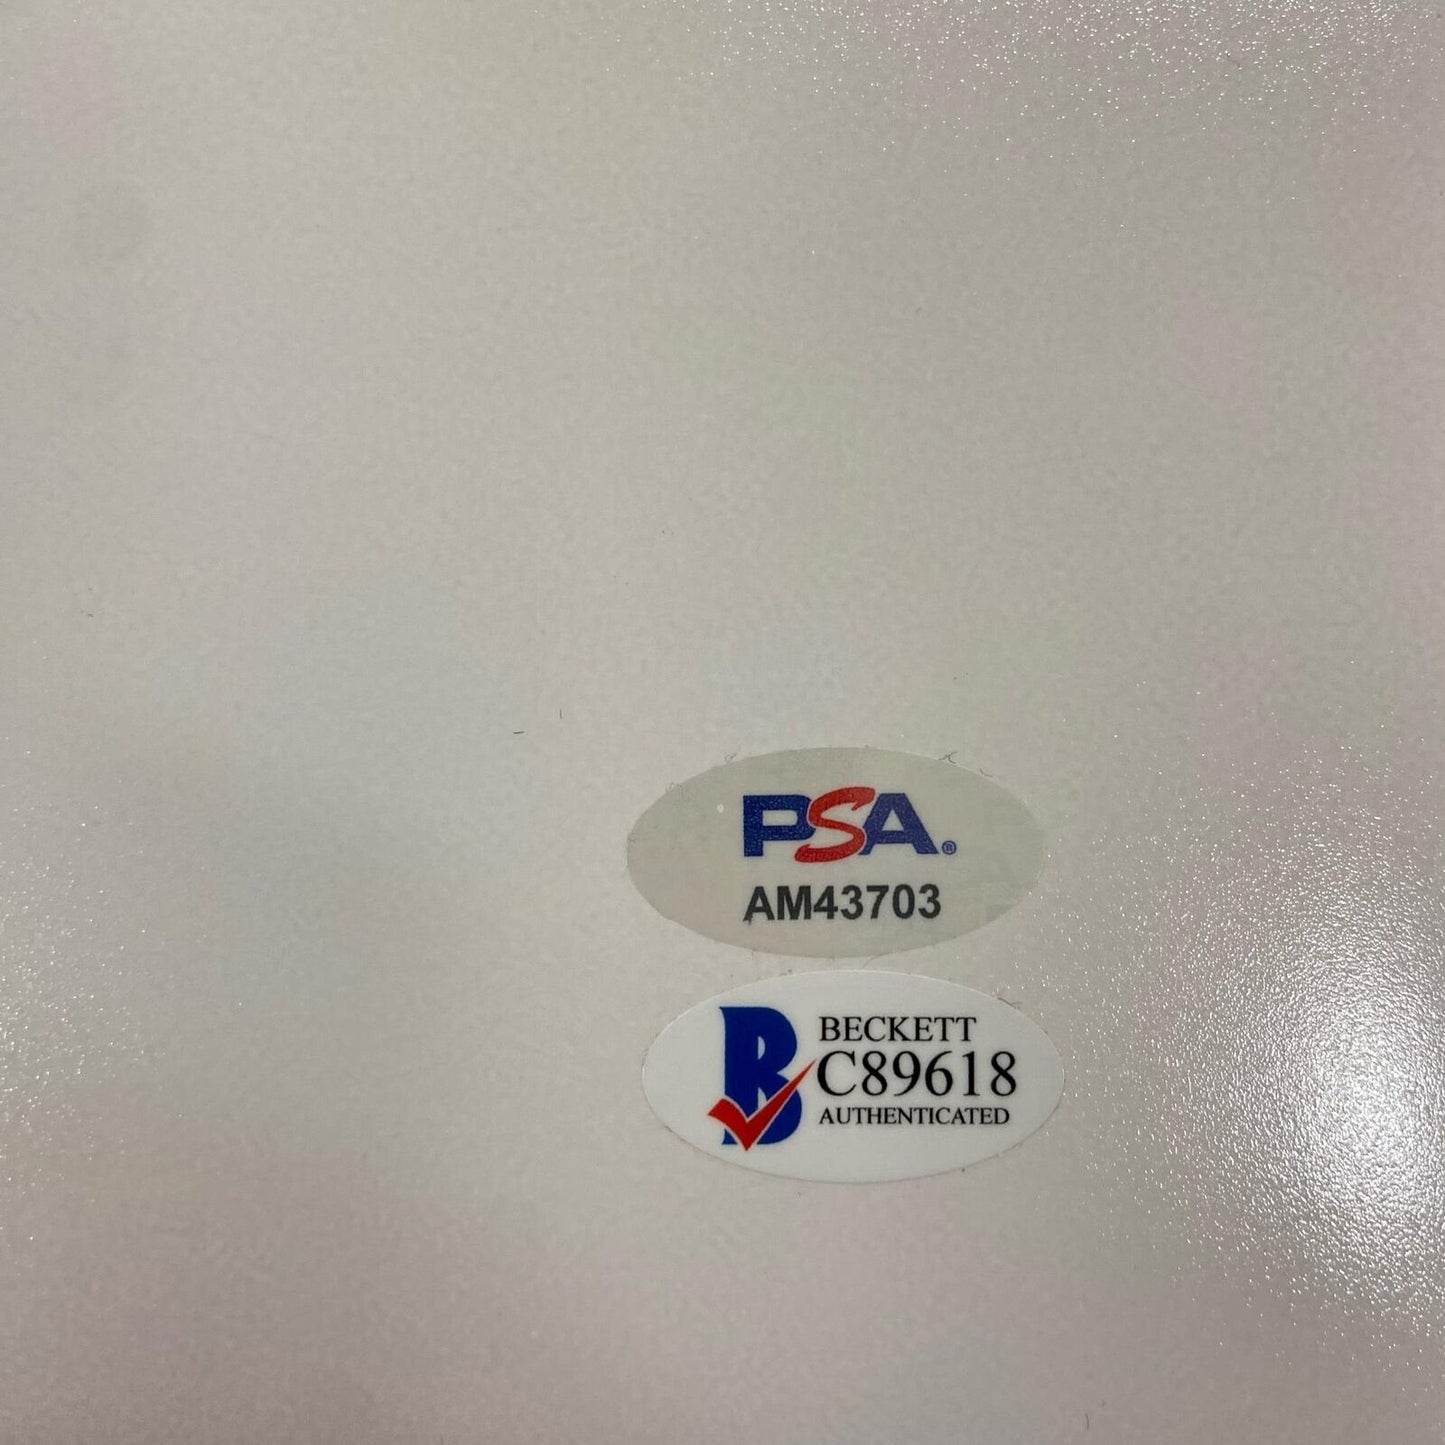 PSA®
AM43703
BECKETT
C89618
AUTHENTICATED